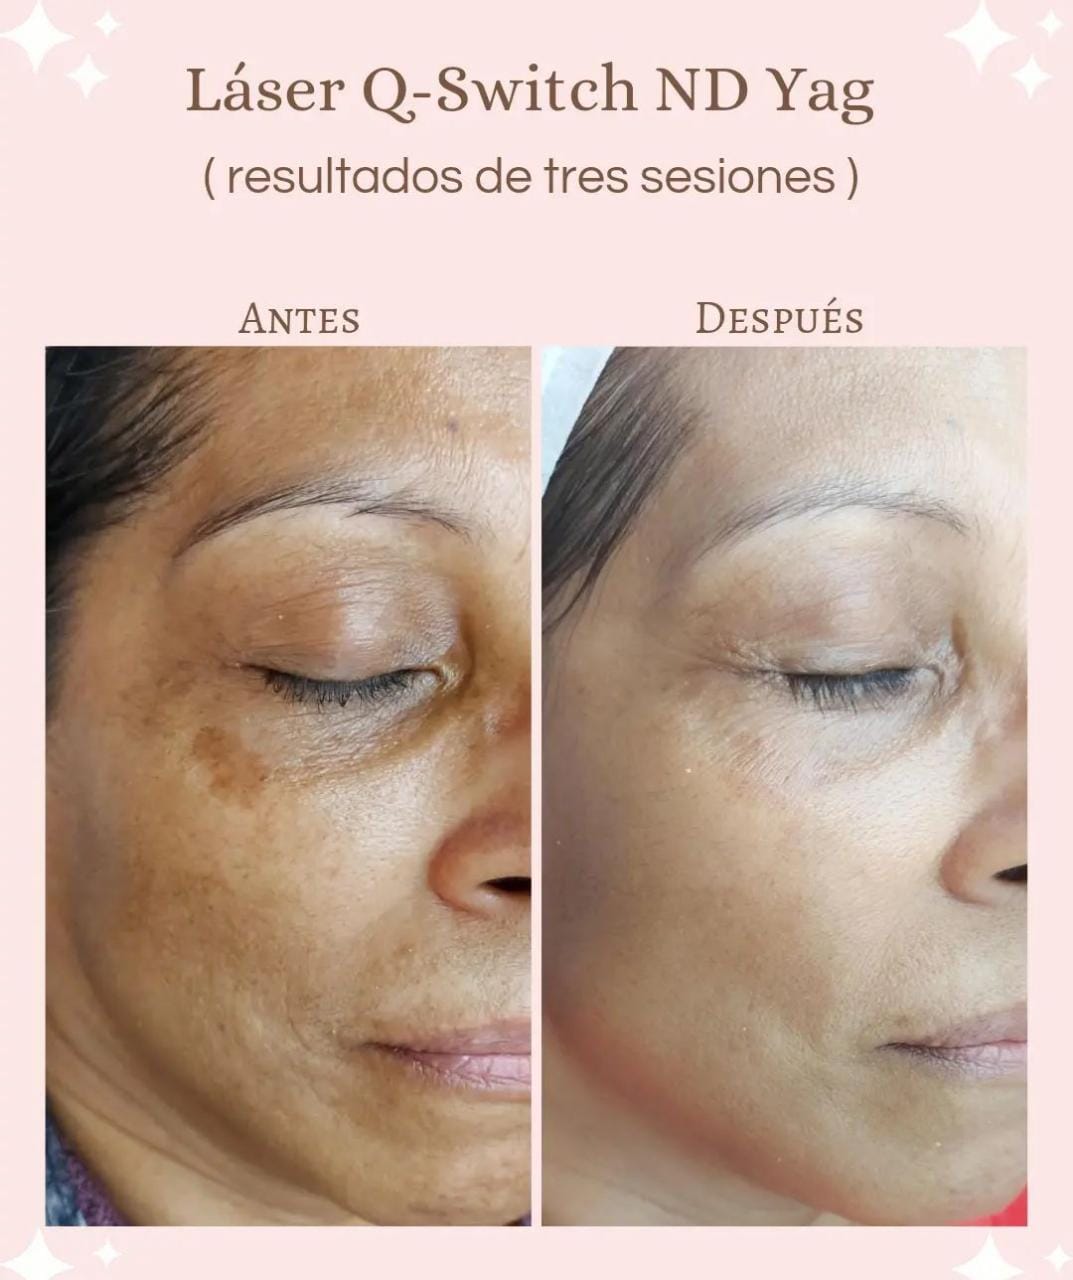 Láser Q-Switch ND Yag
( resultados de tres sesiones )
Antes
Después